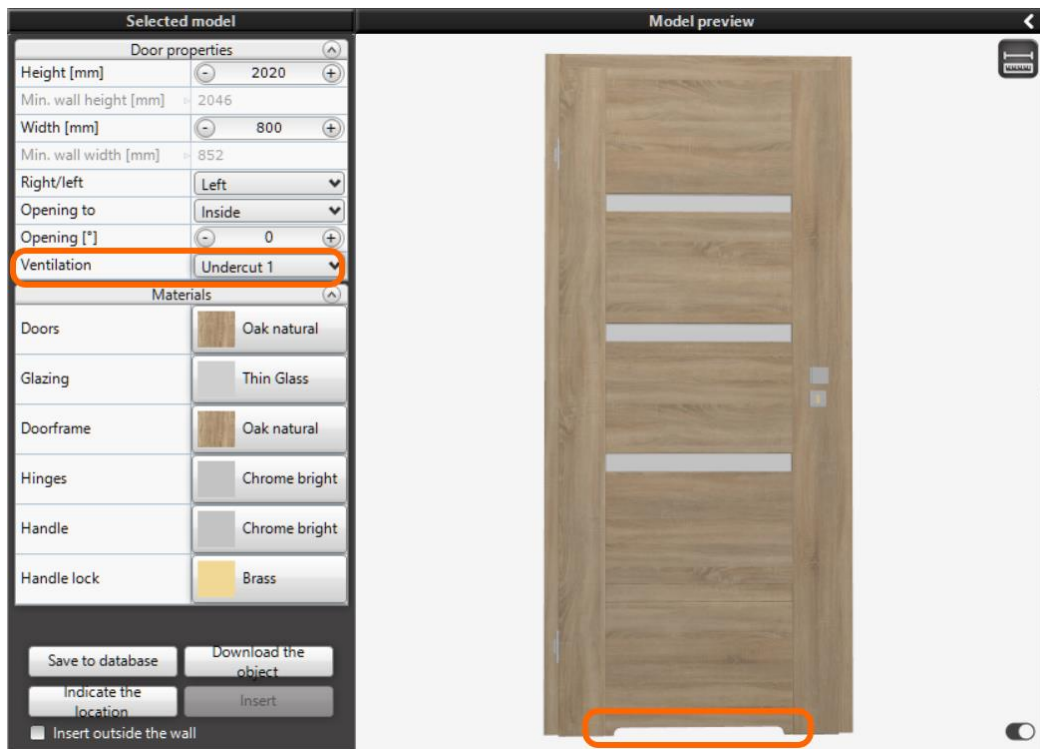 Selected model
Model preview
Door properties
Height [mm] - 2020 +
Min. wall height [mm] 2046
Width [mm] - 800 +
Min. wall width [mm] 852
Right/left Left
Opening to Inside
Opening [°] - 0 +
Ventilation Undercut 1
Materials
Doors Oak natural
Glazing Thin Glass
Doorframe Oak natural
Hinges Chrome bright
Handle Chrome bright
Handle lock Brass
Save to database
Download the
object
Indicate the
location
Insert
Insert outside the wall